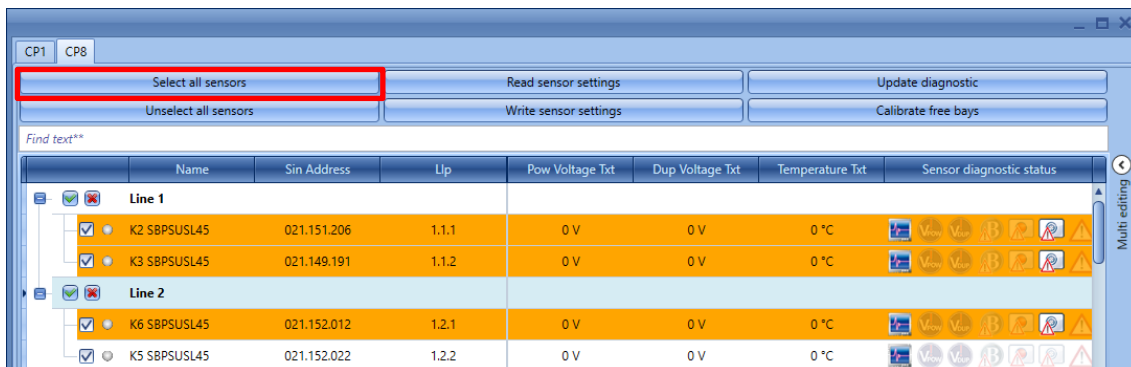 CP1 CP8
Select all sensors Read sensor settings Update diagnostic
Unselect all sensors Write sensor settings Calibrate free bays
Find text**
Name Sin Address Llp Pow Voltage Txt Dup Voltage Txt Temperature Txt Sensor diagnostic status
Line 1
K2 SBPSUSL45 021.151.206 1.1.1 0 V 0 V 0 °C
K3 SBPSUSL45 021.149.191 1.1.2 0 V 0 V 0 °C
Line 2
K6 SBPSUSL45 021.152.012 1.2.1 0 V 0 V 0 °C
K5 SBPSUSL45 021.152.022 1.2.2 0 V 0 V 0 °C
Multi editing